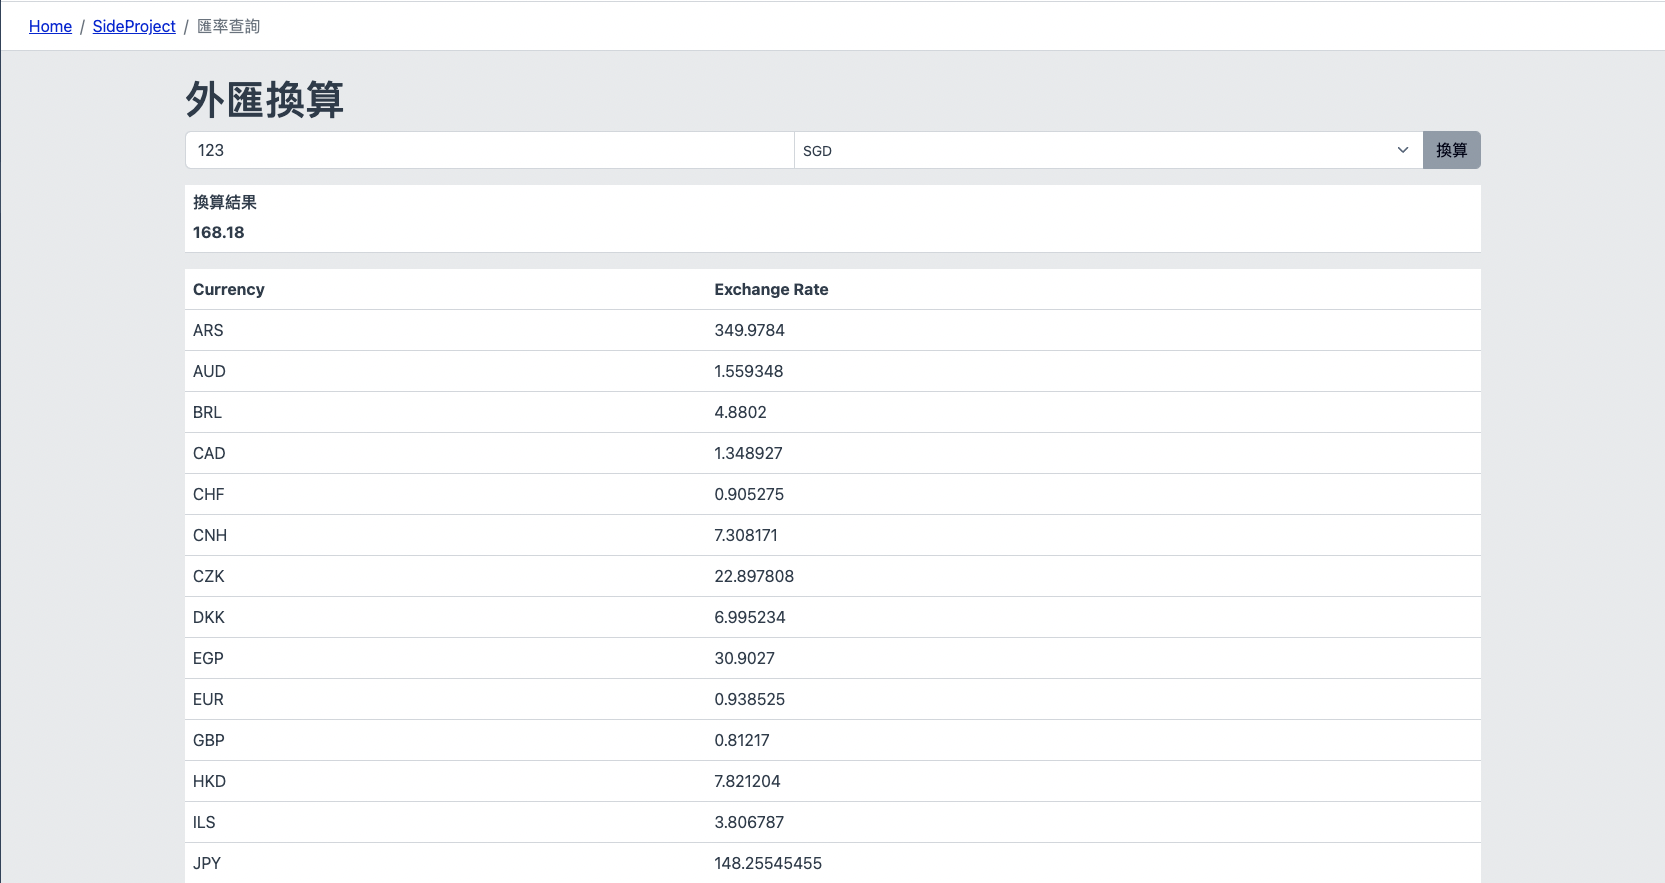 Home / SideProject / 匯率查詢
外匯換算
123 SGD 換算
換算結果
168.18
Currency Exchange Rate
ARS 349.9784
AUD 1.559348
BRL 4.8802
CAD 1.348927
CHF 0.905275
CNH 7.308171
CZK 22.897808
DKK 6.995234
EGP 30.9027
EUR 0.938525
GBP 0.81217
HKD 7.821204
ILS 3.806787
JPY 148.25545455